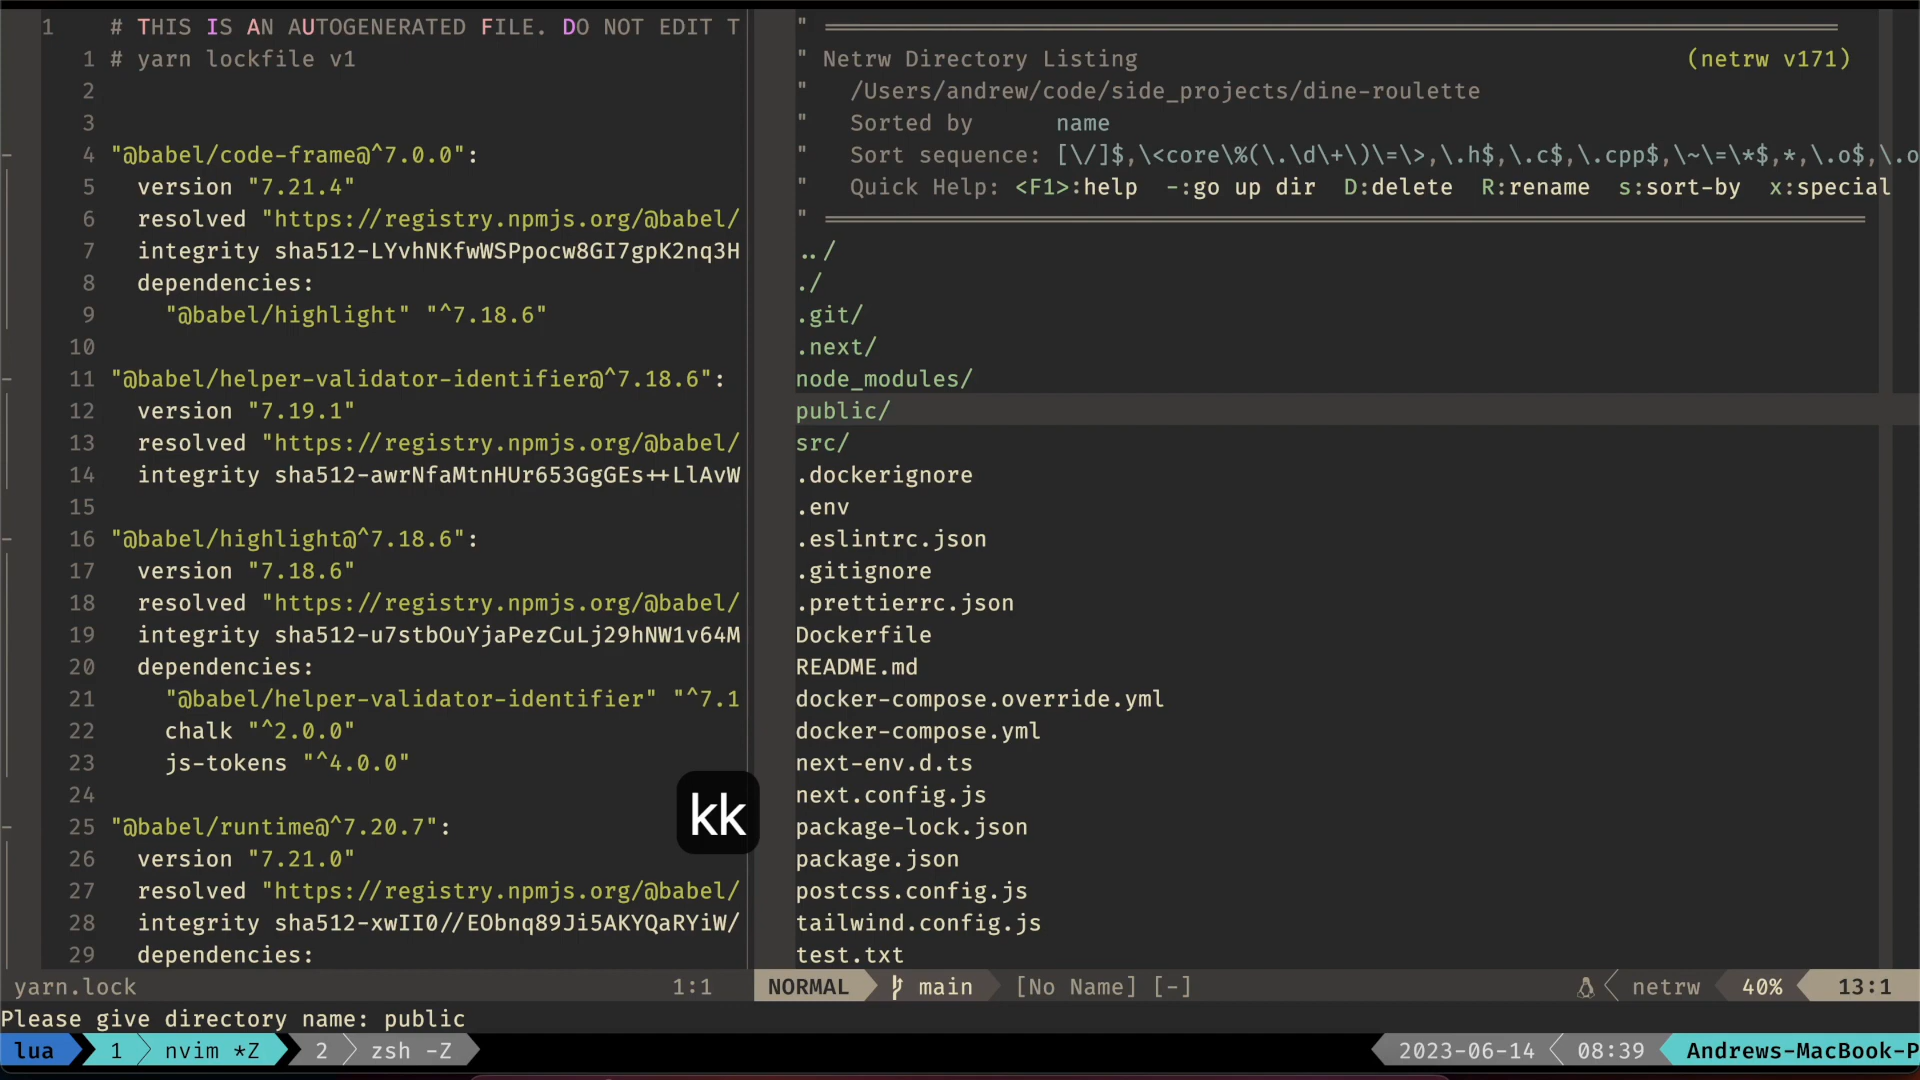 1 # THIS IS AN AUTOGENERATED FILE. DO NOT EDIT T
1 # yarn lockfile v1
2
3
4 "@babel/code-frame@^7.0.0":
5 version "7.21.4"
6 resolved "https://registry.npmjs.org/@babel/
7 integrity sha512-LYvhNKfwWSPpocw8GI7gpK2nq3H
8 dependencies:
9 "@babel/highlight" "^7.18.6"
10
11 "@babel/helper-validator-identifier@^7.18.6":
12 version "7.19.1"
13 resolved "https://registry.npmjs.org/@babel/
14 integrity sha512-awrNfaMtnHUr653GgGEs++LlAvW
15
16 "@babel/highlight@^7.18.6":
17 version "7.18.6"
18 resolved "https://registry.npmjs.org/@babel/
19 integrity sha512-u7stbOuYjaPezCuLj29hNW1v64M
20 dependencies:
21 "@babel/helper-validator-identifier" "^7.1
22 chalk "^2.0.0"
23 js-tokens "^4.0.0"
24
25 "@babel/runtime@^7.20.7":
26 version "7.21.0"
27 resolved "https://registry.npmjs.org/@babel/
28 integrity sha512-xwII0//EObnq89Ji5AKYQaRYiW/
29 dependencies:
yarn.lock 1:1
" ==========================================================================
" Netrw Directory Listing (netrw v171)
" /Users/andrew/code/side_projects/dine-roulette
" Sorted by name
" Sort sequence: [\/]$,\<core\%(\.\d\+\)\=\>,\.h$,\.c$,\.cpp$,\~\=\*$,*,\.o$,\.o
" Quick Help: <F1>:help -:go up dir D:delete R:rename s:sort-by x:special
" ============================================================================
../
./
.git/
.next/
node_modules/
public/
src/
.dockerignore
.env
.eslintrc.json
.gitignore
.prettierrc.json
Dockerfile
README.md
docker-compose.override.yml
docker-compose.yml
next-env.d.ts
next.config.js
package-lock.json
package.json
postcss.config.js
tailwind.config.js
test.txt
kk
NORMAL main [No Name] [-] netrw 40% 13:1
Please give directory name: public
lua 1 nvim *Z 2 zsh -Z 2023-06-14 08:39 Andrews-MacBook-P